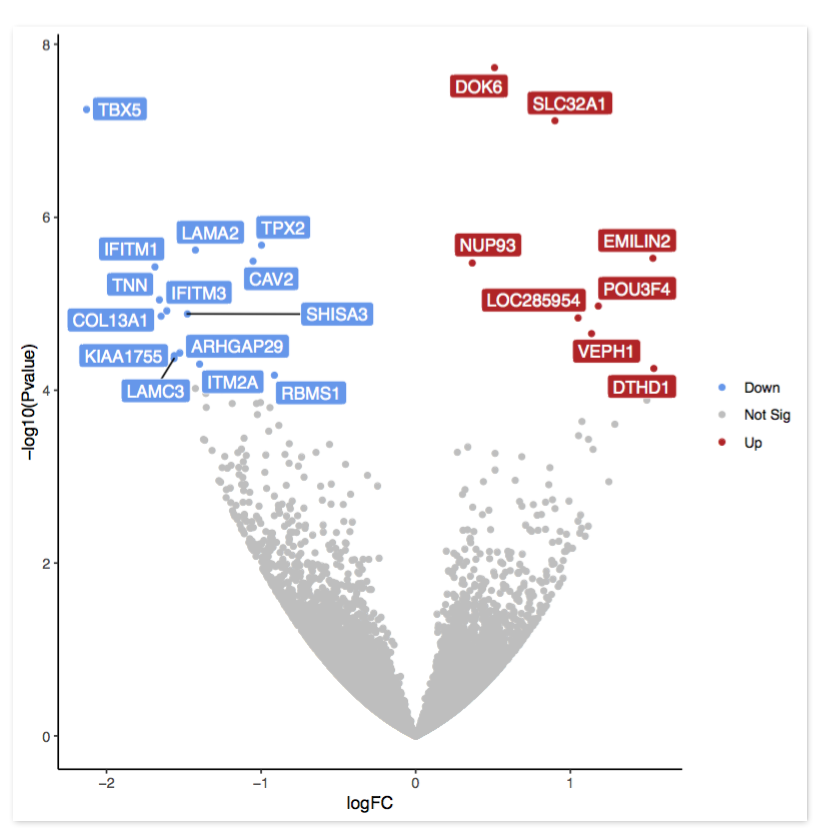 8
DOK6
SLC32A1
TBX5
6
LAMA2
TPX2
IFITM1
NUP93
EMILIN2
CAV2
TNN
IFITM3
POU3F4
LOC285954
COL13A1
SHISA3
ARHGAP29
KIAA1755
VEPH1
ITM2A
LAMC3
RBMS1
DTHD1
4
−log10(Pvalue)
Down
Not Sig
Up
2
0
−2
−1
0
1
logFC